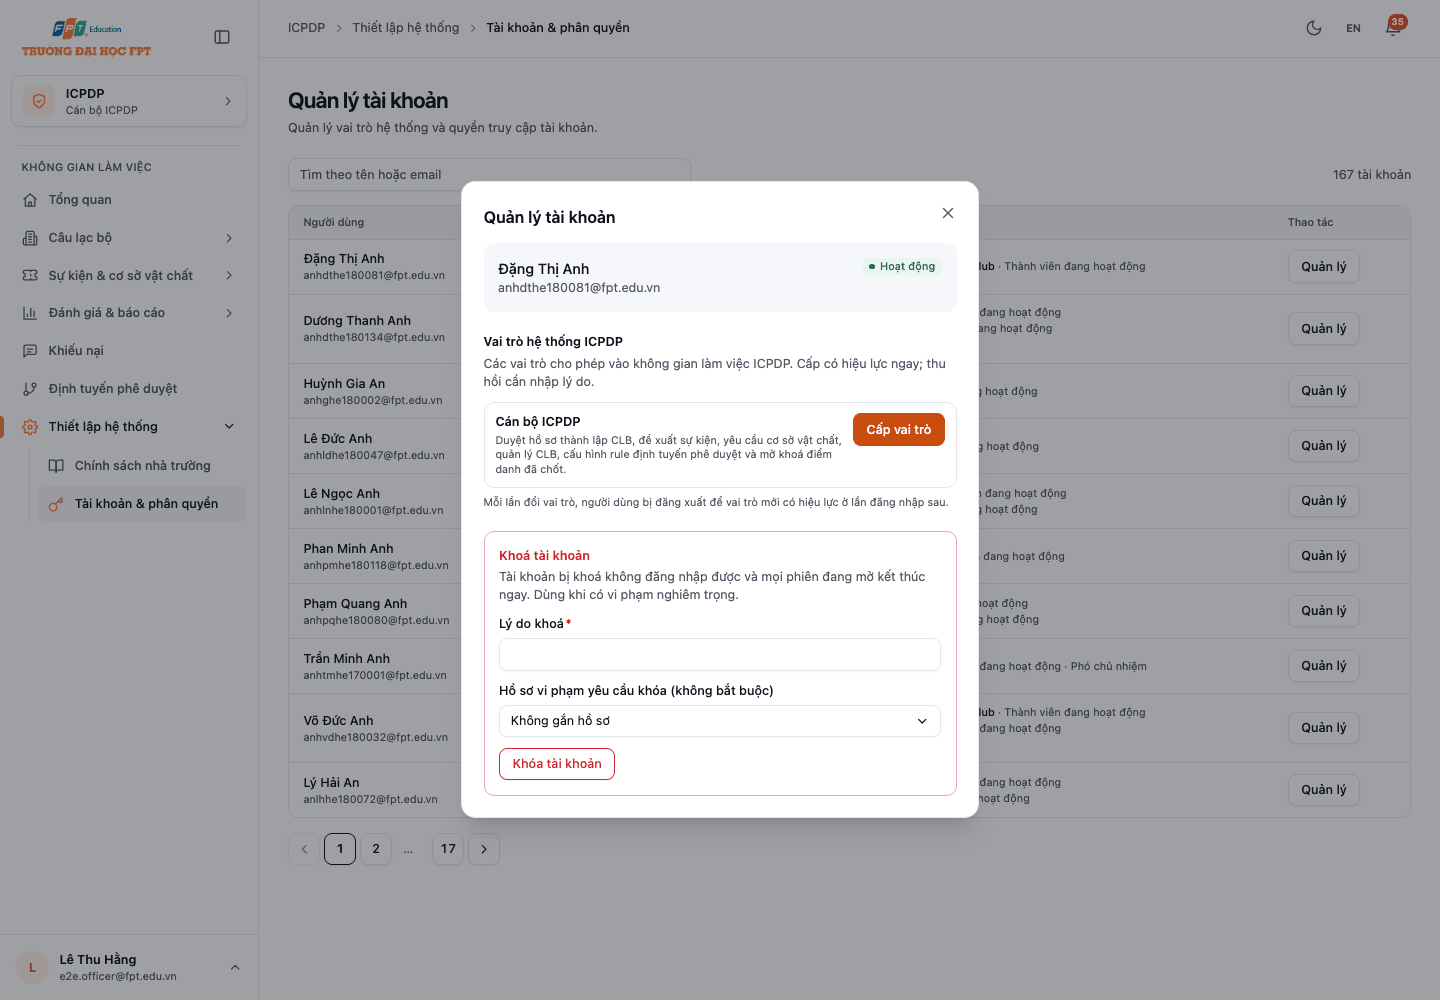 FPT Education
TRƯỜNG ĐẠI HỌC FPT
ICPDP
Cán bộ ICPDP
KHÔNG GIAN LÀM VIỆC
Tổng quan
Câu lạc bộ
Sự kiện & cơ sở vật chất
Đánh giá & báo cáo
Khiếu nại
Định tuyến phê duyệt
Thiết lập hệ thống
Chính sách nhà trường
Tài khoản & phân quyền
Lê Thu Hằng
e2e.officer@fpt.edu.vn
L
ICPDP > Thiết lập hệ thống > Tài khoản & phân quyền
EN
35
Quản lý tài khoản
Quản lý vai trò hệ thống và quyền truy cập tài khoản.
Tìm theo tên hoặc email
167 tài khoản
Người dùng
Thao tác
Đặng Thị Anh
anhdthe180081@fpt.edu.vn
lub · Thành viên đang hoạt động
Quản lý
Dương Thanh Anh
anhdthe180134@fpt.edu.vn
đang hoạt động
ang hoạt động
Quản lý
Huỳnh Gia An
anhghe180002@fpt.edu.vn
g hoạt động
Quản lý
Lê Đức Anh
anhldhe180047@fpt.edu.vn
g hoạt động
Quản lý
Lê Ngọc Anh
anhlnhe180001@fpt.edu.vn
đang hoạt động
g hoạt động
Quản lý
Phan Minh Anh
anhpmhe180118@fpt.edu.vn
đang hoạt động
Quản lý
Phạm Quang Anh
anhpqhe180080@fpt.edu.vn
hoạt động
g hoạt động
Quản lý
Trần Minh Anh
anhtmhe170001@fpt.edu.vn
đang hoạt động · Phó chủ nhiệm
Quản lý
Võ Đức Anh
anhvdhe180032@fpt.edu.vn
lub · Thành viên đang hoạt động
đang hoạt động
Quản lý
Lý Hải An
anlhhe180072@fpt.edu.vn
đang hoạt động
hoạt động
Quản lý
1 2 ... 17
Quản lý tài khoản
Đặng Thị Anh
anhdthe180081@fpt.edu.vn
Hoạt động
Vai trò hệ thống ICPDP
Các vai trò cho phép vào không gian làm việc ICPDP. Cấp có hiệu lực ngay; thu
hồi cần nhập lý do.
Cán bộ ICPDP
Duyệt hồ sơ thành lập CLB, đề xuất sự kiện, yêu cầu cơ sở vật chất,
quản lý CLB, cấu hình rule định tuyến phê duyệt và mở khoá điểm
danh đã chốt.
Cấp vai trò
Mỗi lần đổi vai trò, người dùng bị đăng xuất để vai trò mới có hiệu lực ở lần đăng nhập sau.
Khoá tài khoản
Tài khoản bị khoá không đăng nhập được và mọi phiên đang mở kết thúc
ngay. Dùng khi có vi phạm nghiêm trọng.
Lý do khoá*
Hồ sơ vi phạm yêu cầu khóa (không bắt buộc)
Không gắn hồ sơ
Khóa tài khoản